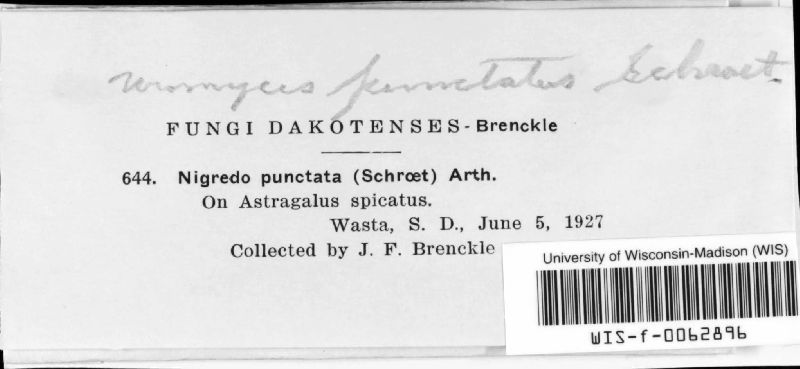 uromyces punctatus Schroet.
FUNGI DAKOTENSES - Brenckle
644. Nigredo punctata (Schrœt) Arth.
On Astragalus spicatus.
Wasta, S. D., June 5, 1927
Collected by J. F. Brenckle
University of Wisconsin-Madison (WIS)
WIS-f-0062896